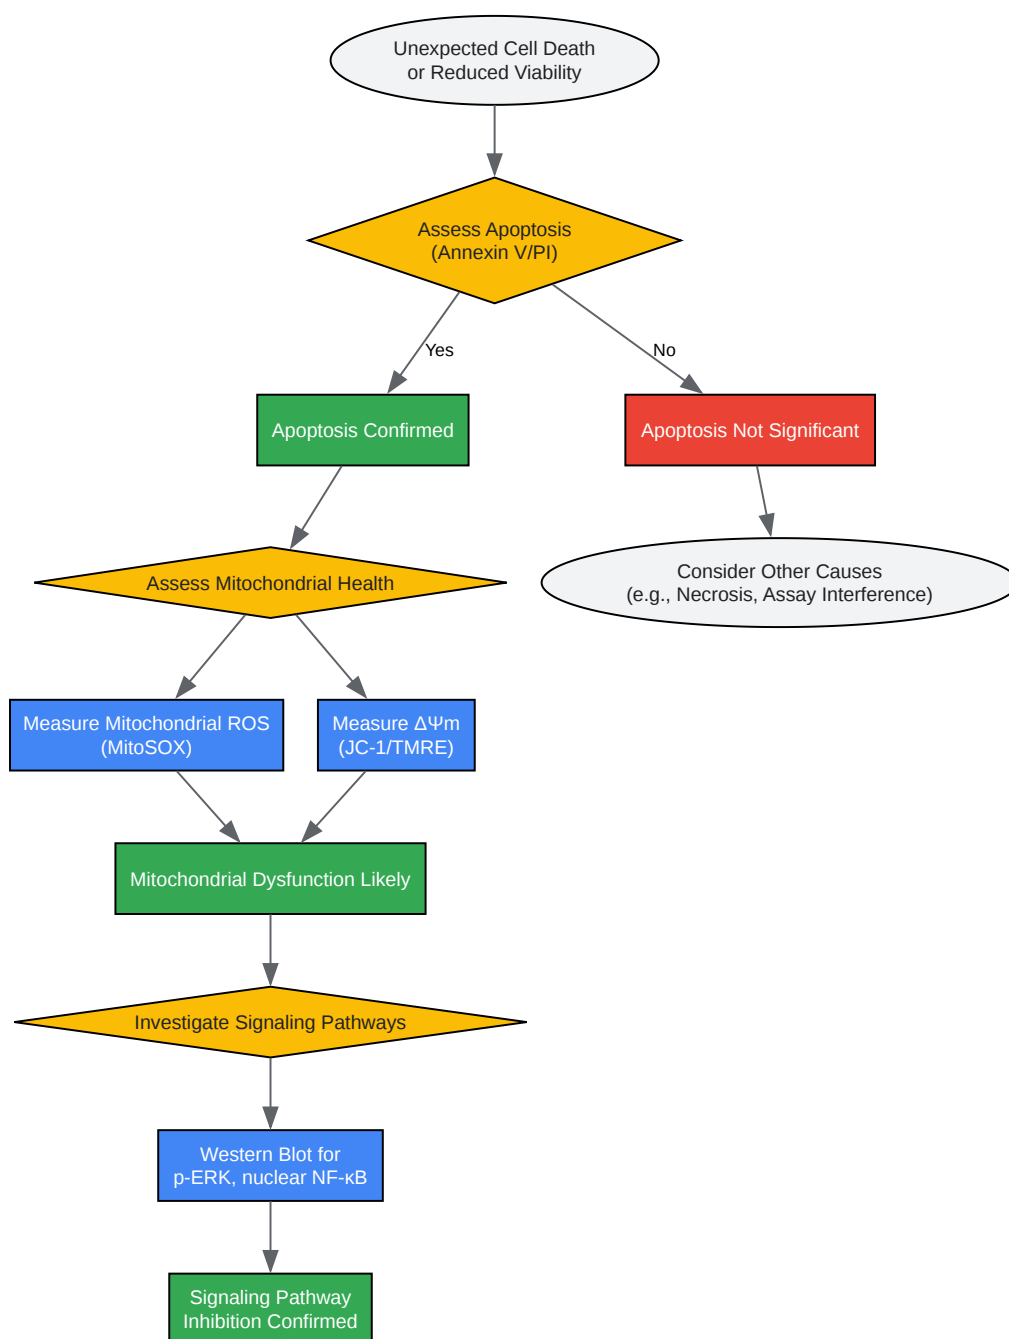 Unexpected Cell Death
or Reduced Viability
Assess Apoptosis
(Annexin V/PI)
Yes
No
Apoptosis Confirmed
Apoptosis Not Significant
Assess Mitochondrial Health
Consider Other Causes
(e.g., Necrosis, Assay Interference)
Measure Mitochondrial ROS
(MitoSOX)
Measure ΔΨm
(JC-1/TMRE)
Mitochondrial Dysfunction Likely
Investigate Signaling Pathways
Western Blot for
p-ERK, nuclear NF-κB
Signaling Pathway
Inhibition Confirmed